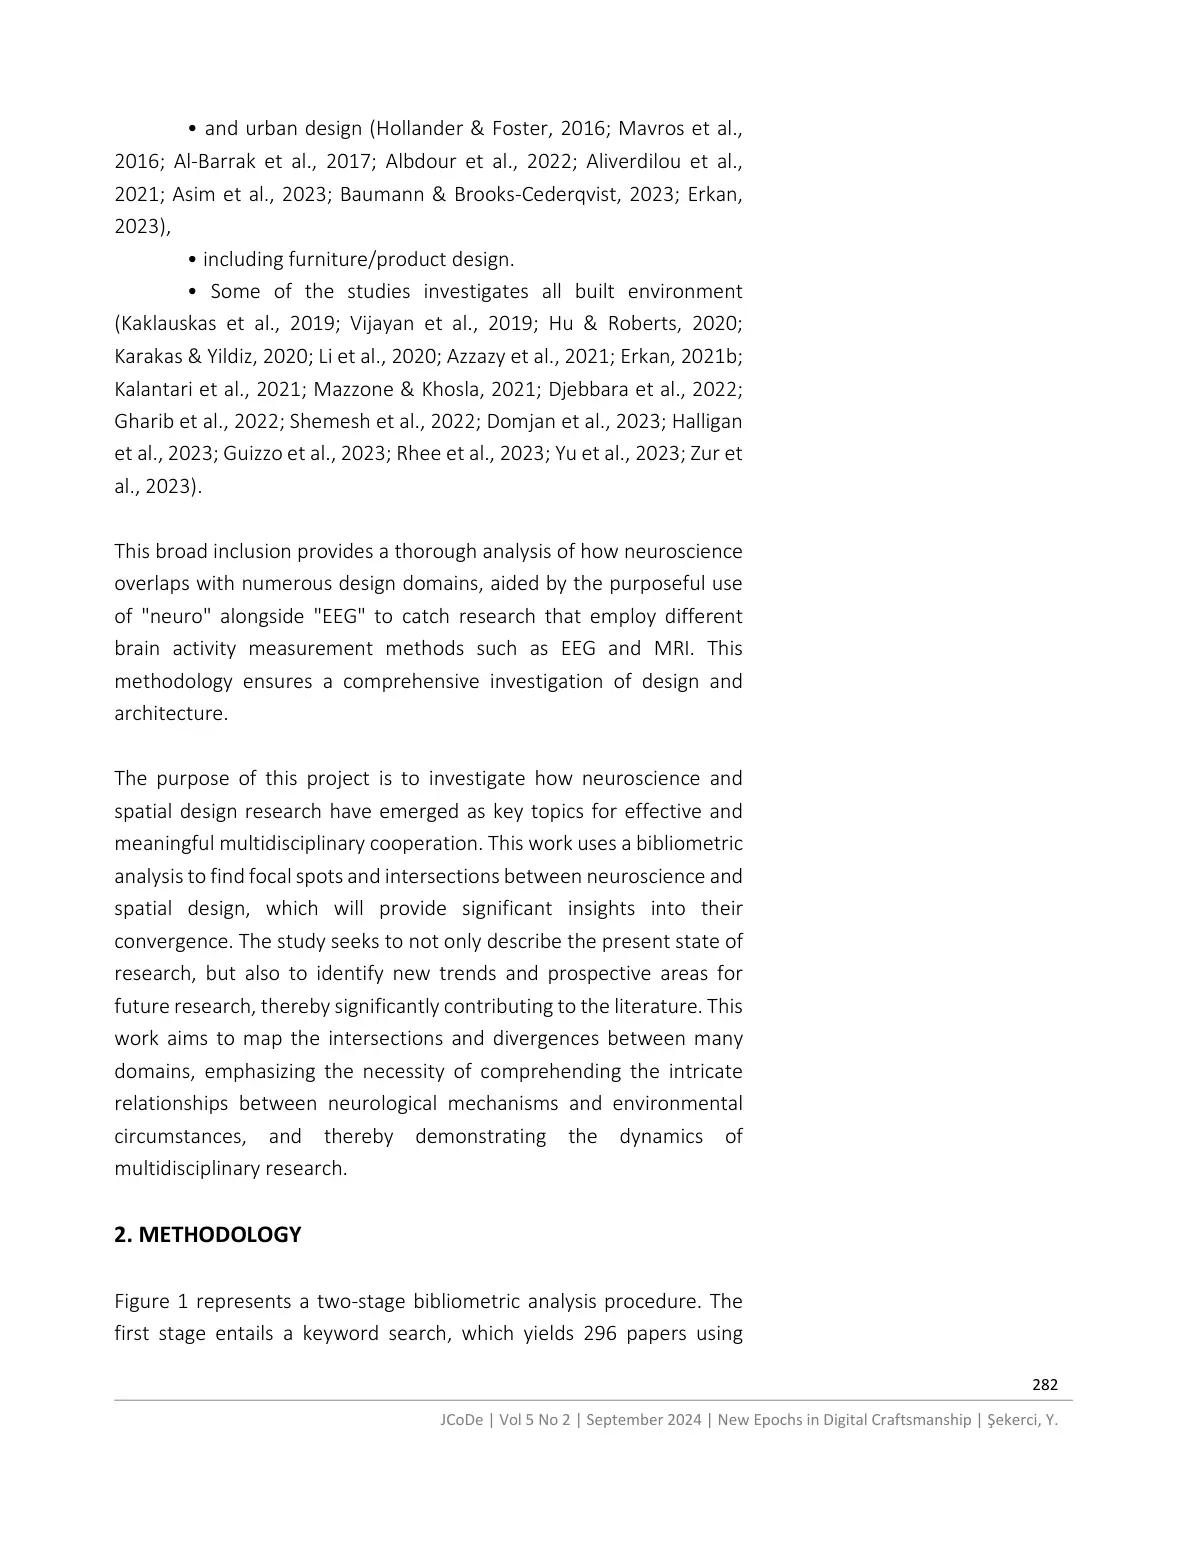 • and urban design (Hollander & Foster, 2016; Mavros et al.,
2016; Al-Barrak et al., 2017; Albdour et al., 2022; Aliverdilou et al.,
2021; Asim et al., 2023; Baumann & Brooks-Cederqvist, 2023; Erkan,
2023),
• including furniture/product design.
• Some of the studies investigates all built environment
(Kaklauskas et al., 2019; Vijayan et al., 2019; Hu & Roberts, 2020;
Karakas & Yildiz, 2020; Li et al., 2020; Azzazy et al., 2021; Erkan, 2021b;
Kalantari et al., 2021; Mazzone & Khosla, 2021; Djebbara et al., 2022;
Gharib et al., 2022; Shemesh et al., 2022; Domjan et al., 2023; Halligan
et al., 2023; Guizzo et al., 2023; Rhee et al., 2023; Yu et al., 2023; Zur et
al., 2023).
This broad inclusion provides a thorough analysis of how neuroscience
overlaps with numerous design domains, aided by the purposeful use
of "neuro" alongside "EEG" to catch research that employ different
brain activity measurement methods such as EEG and MRI. This
methodology ensures a comprehensive investigation of design and
architecture.
The purpose of this project is to investigate how neuroscience and
spatial design research have emerged as key topics for effective and
meaningful multidisciplinary cooperation. This work uses a bibliometric
analysis to find focal spots and intersections between neuroscience and
spatial design, which will provide significant insights into their
convergence. The study seeks to not only describe the present state of
research, but also to identify new trends and prospective areas for
future research, thereby significantly contributing to the literature. This
work aims to map the intersections and divergences between many
domains, emphasizing the necessity of comprehending the intricate
relationships between neurological mechanisms and environmental
circumstances, and thereby demonstrating the dynamics of
multidisciplinary research.
2. METHODOLOGY
Figure 1 represents a two-stage bibliometric analysis procedure. The
first stage entails a keyword search, which yields 296 papers using
282
JCoDe | Vol 5 No 2 | September 2024 | New Epochs in Digital Craftsmanship | Şekerci, Y.